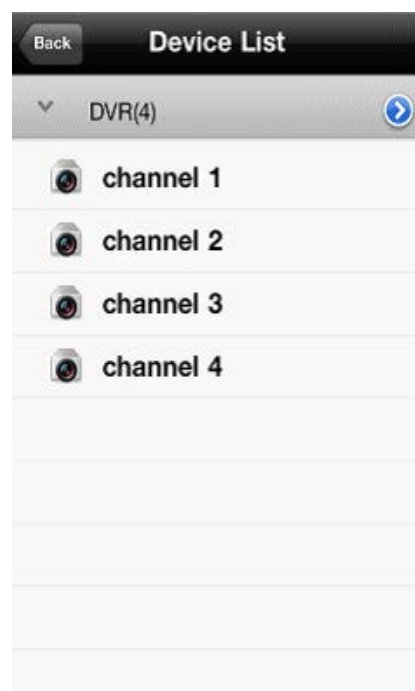 Back Device List
DVR(4)
channel 1
channel 2
channel 3
channel 4